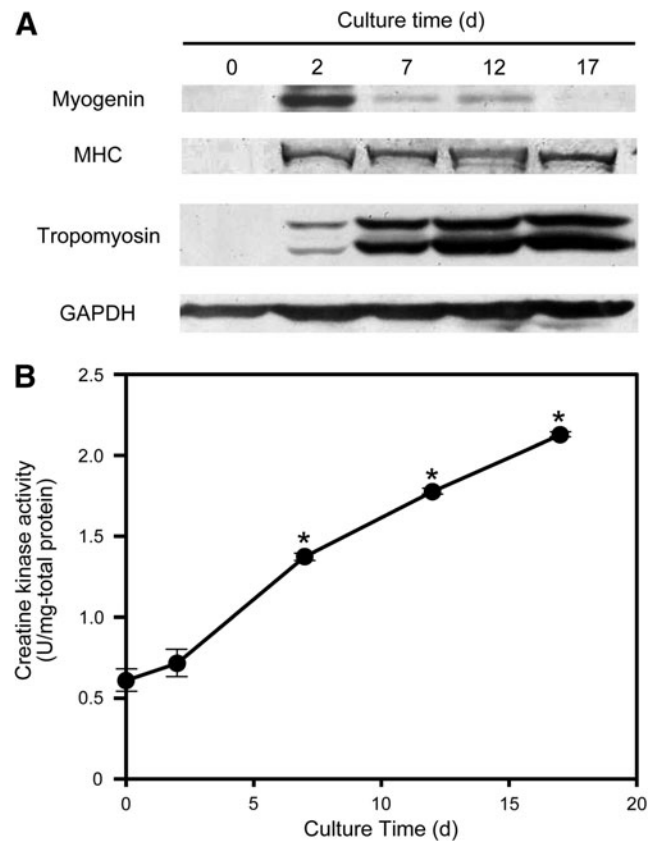 A
Culture time (d)
0 2 7 12 17
Myogenin
MHC
Tropomyosin
GAPDH
B
2.5
2.0
1.5
1.0
0.5
0
Creatine kinase activity
(U/mg-total protein)
* * *
0 5 10 15 20
Culture Time (d)